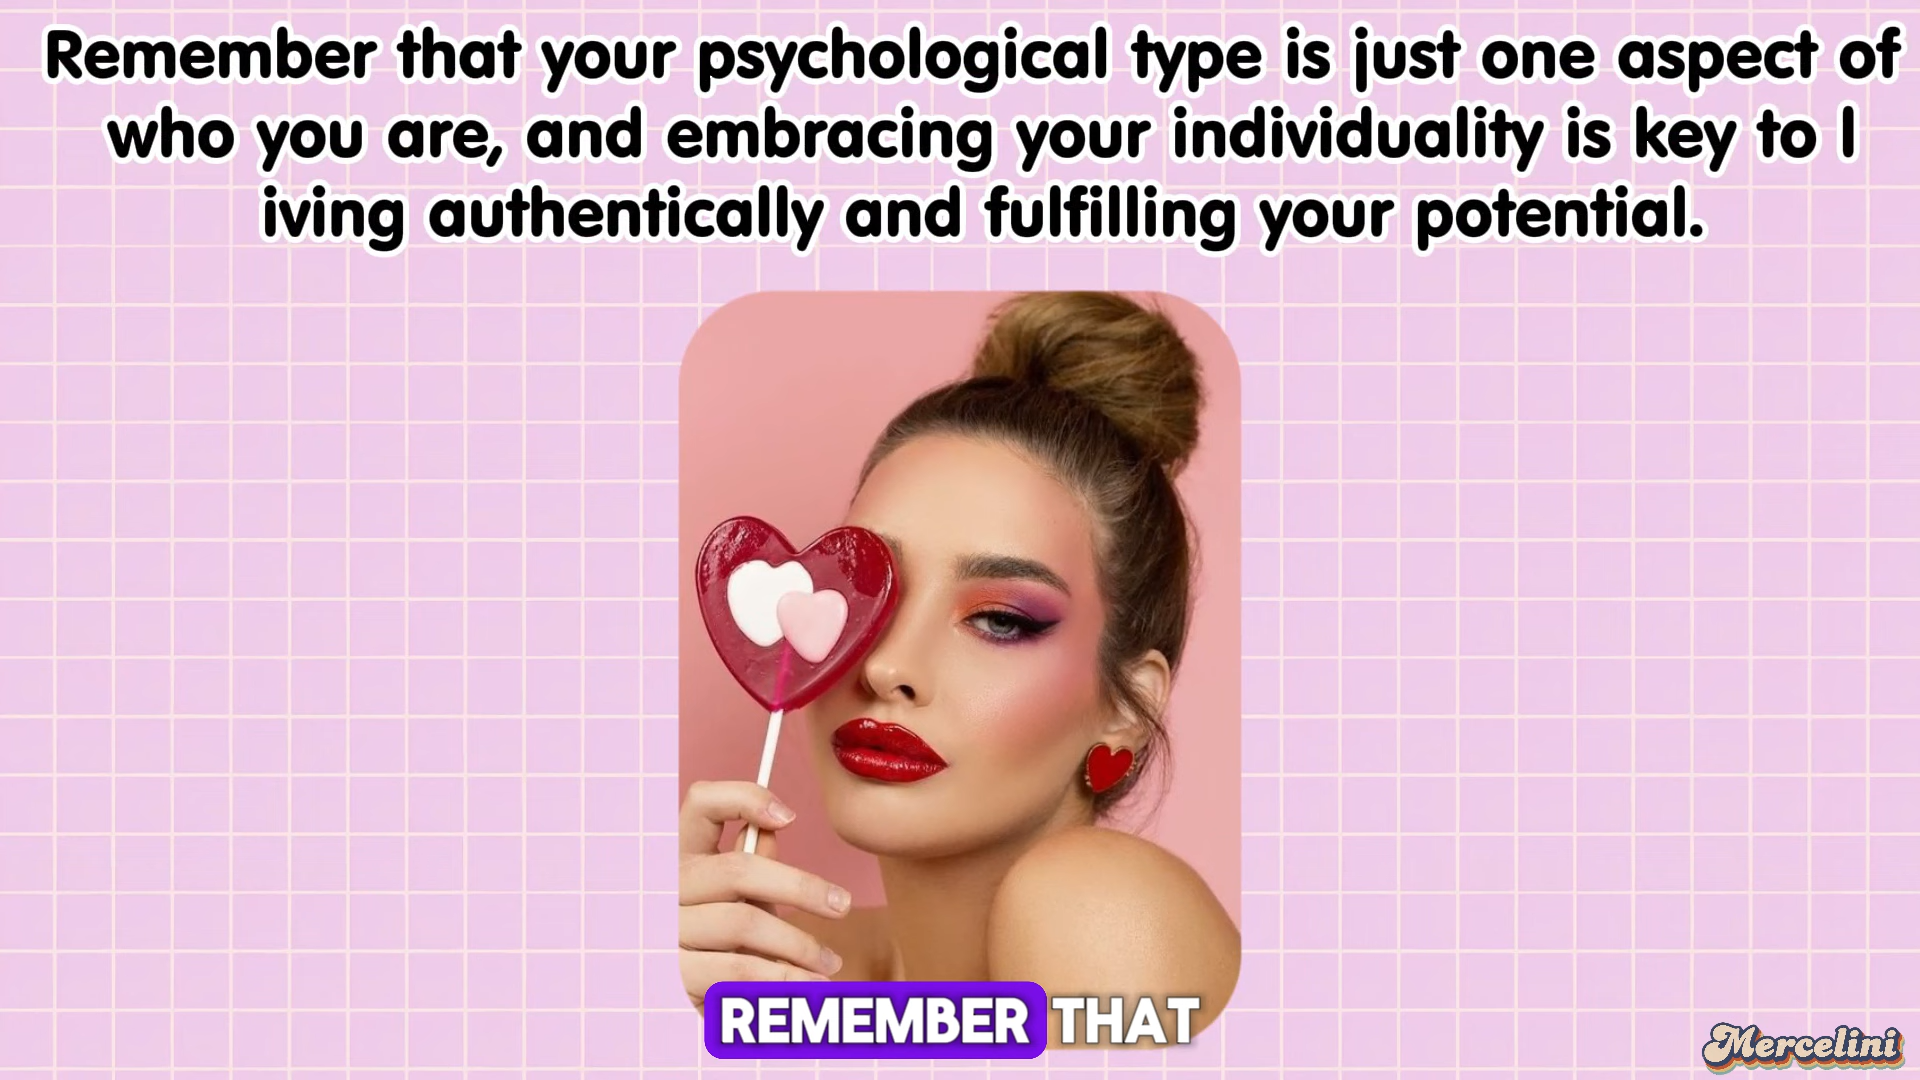 Remember that your psychological type is just one aspect of
who you are, and embracing your individuality is key to l
iving authentically and fulfilling your potential.
REMEMBER THAT
Mercelini